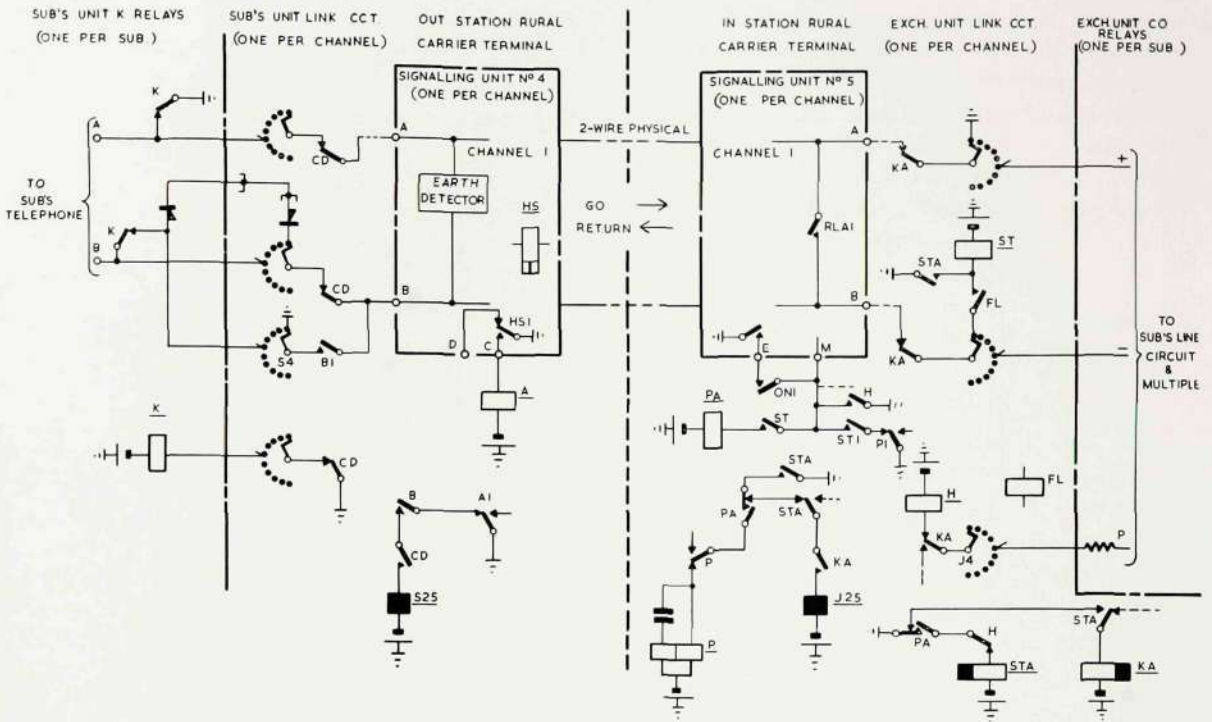 SUB'S UNIT K RELAYS
(ONE PER SUB.)
SUB'S UNIT LINK CCT.
(ONE PER CHANNEL)
OUT STATION RURAL
CARRIER TERMINAL
IN STATION RURAL
CARRIER TERMINAL
EXCH. UNIT LINK CCT.
(ONE PER CHANNEL)
EXCH. UNIT CO
RELAYS
(ONE PER SUB.)
SIGNALLING UNIT Nº 4
(ONE PER CHANNEL)
SIGNALLING UNIT Nº 5
(ONE PER CHANNEL)
K
A
CD
A
CHANNEL 1
2-WIRE PHYSICAL
CHANNEL 1
A
KA
+
TO
SUB'S
TELEPHONE
EARTH
DETECTOR
HS
GO →
RETURN ←
RLA1
ST
STA
FL
K
B
CD
B
B
KA
-
TO
SUB'S LINE
CIRCUIT
&
MULTIPLE
S4
B1
D
C
HS1
E
M
ON1
H
K
A
PA
ST
ST1
P1
CD
STA
FL
B
A1
PA
STA
H
CD
P
KA
KA
J4
P
S25
J25
P
PA
H
STA
STA
KA